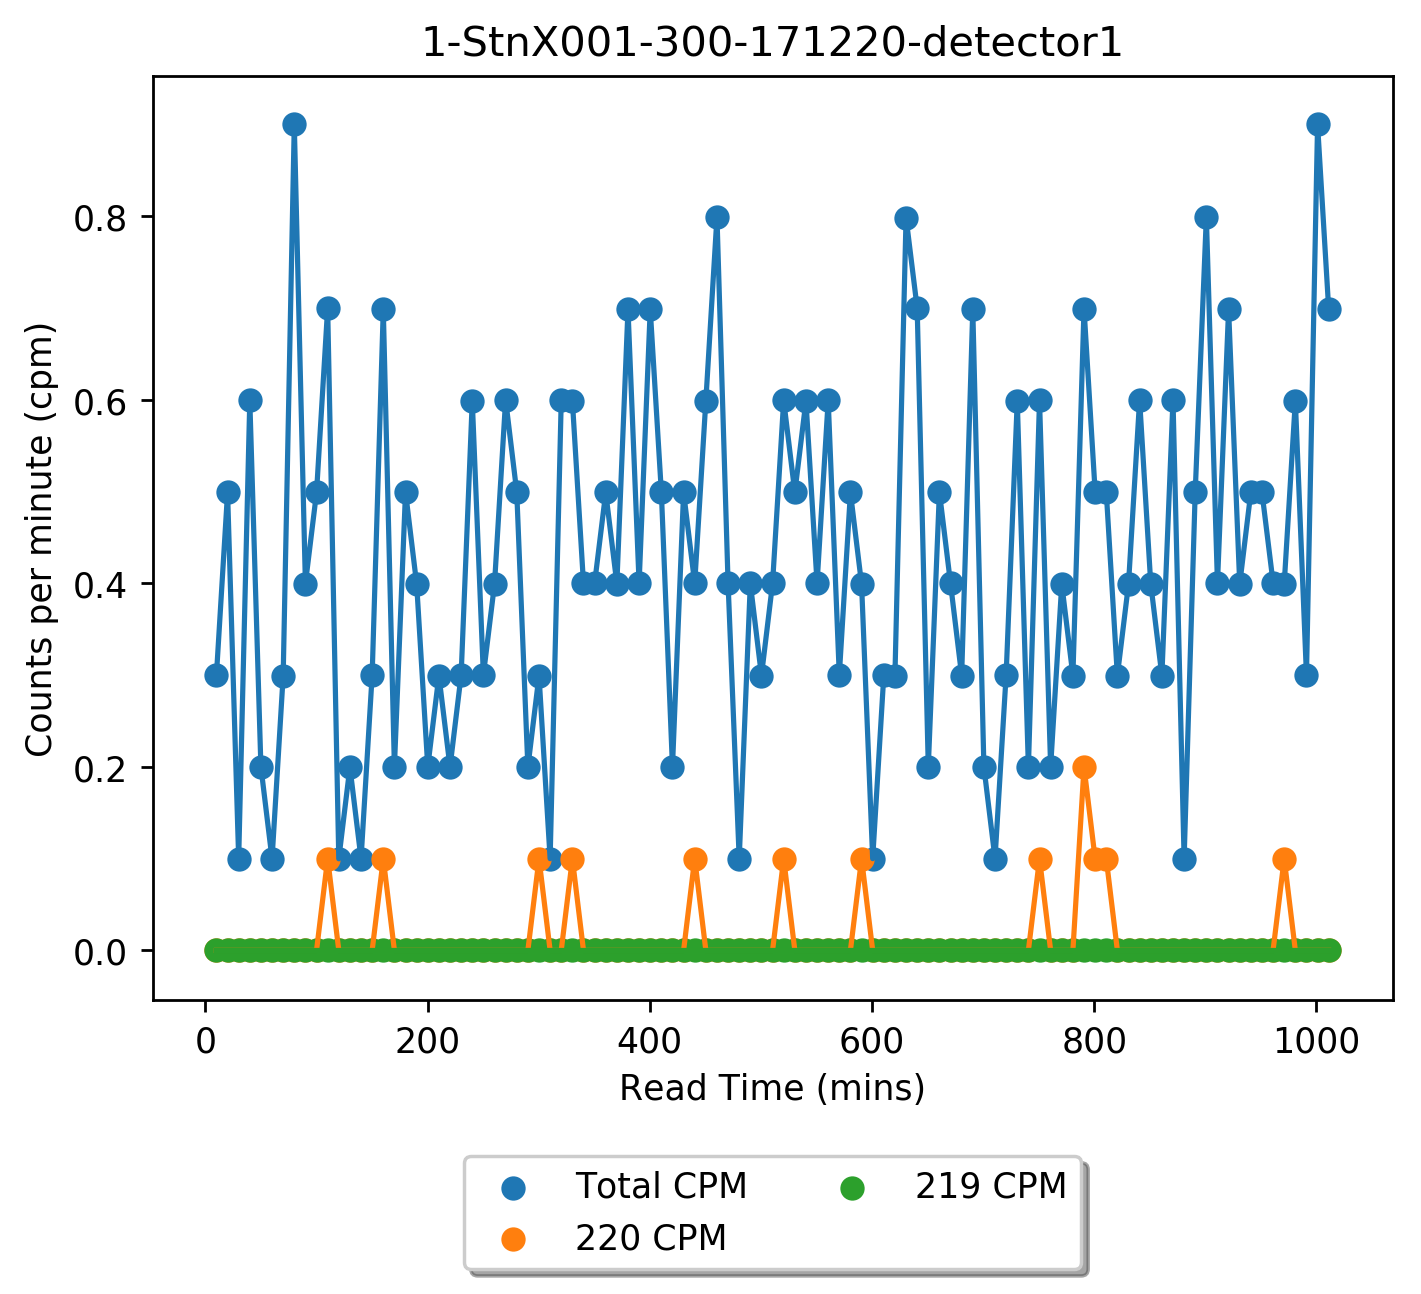 1-StnX001-300-171220-detector1
Counts per minute (cpm)
0.8
0.6
0.4
0.2
0.0
0 200 400 600 800 1000
Read Time (mins)
Total CPM 219 CPM
220 CPM